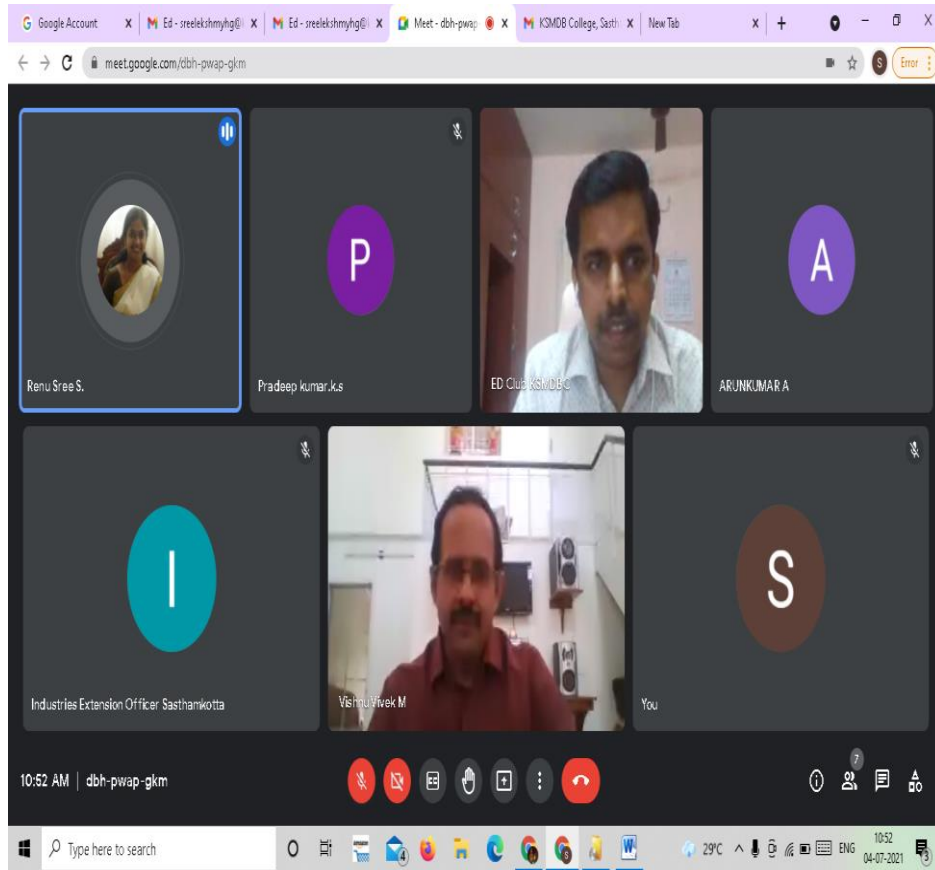 Google Account
Ed - sreelekshmyhg@
Ed - sreelekshmyhg@
Meet - dbh-pwap
KSMDB College, Sasth
New Tab
meet.google.com/dbh-pwap-gkm
S
Error
P
A
Renu Sree S.
Pradeep kumar.k.s
ED Club KSMDBC
ARUNKUMAR A
I
S
Industries Extension Officer Sasthamkotta
Vishnu Vivek M
You
10:52 AM | dbh-pwap-gkm
7
Type here to search
4
W
29°C
ENG
10:52
04-07-2021
3